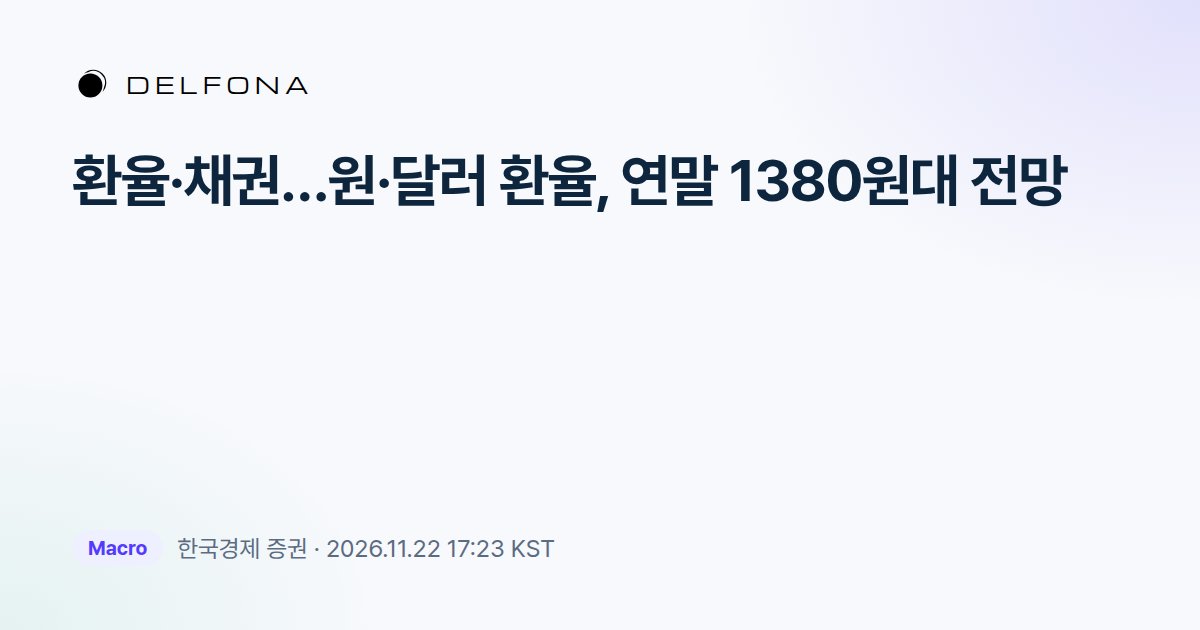 DELFONA
환율·채권…원·달러 환율, 연말 1380원대 전망
Macro 한국경제 증권 · 2026.11.22 17:23 KST